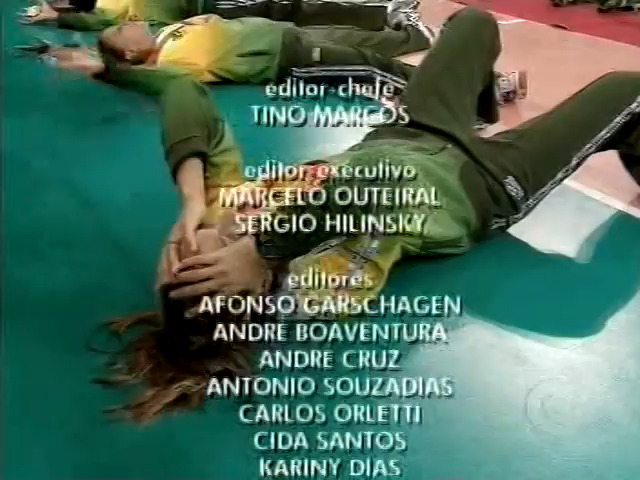 editor-chefe
TINO MARCOS
editor executivo
MARCELO OUTEIRAL
SERGIO HILINSKY
editores
AFONSO GARSCHAGEN
ANDRE BOAVENTURA
ANDRE CRUZ
ANTONIO SOUZADIAS
CARLOS ORLETTI
CIDA SANTOS
KARINY DIAS